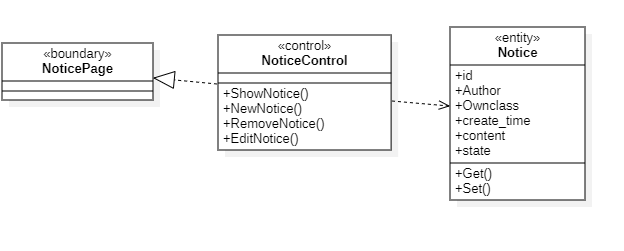 «boundary»
NoticePage
«control»
NoticeControl
+ShowNotice()
+NewNotice()
+RemoveNotice()
+EditNotice()
«entity»
Notice
+id
+Author
+Ownclass
+create_time
+content
+state
+Get()
+Set()